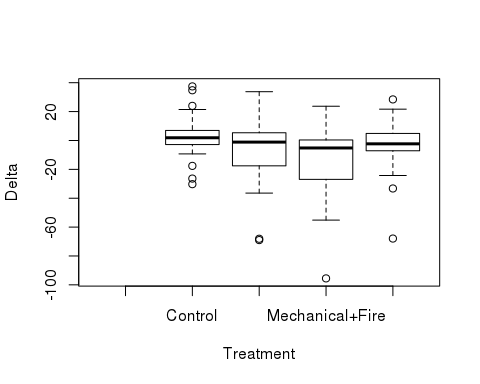 20
-20
-60
-100
Delta
Control
Mechanical+Fire
Treatment